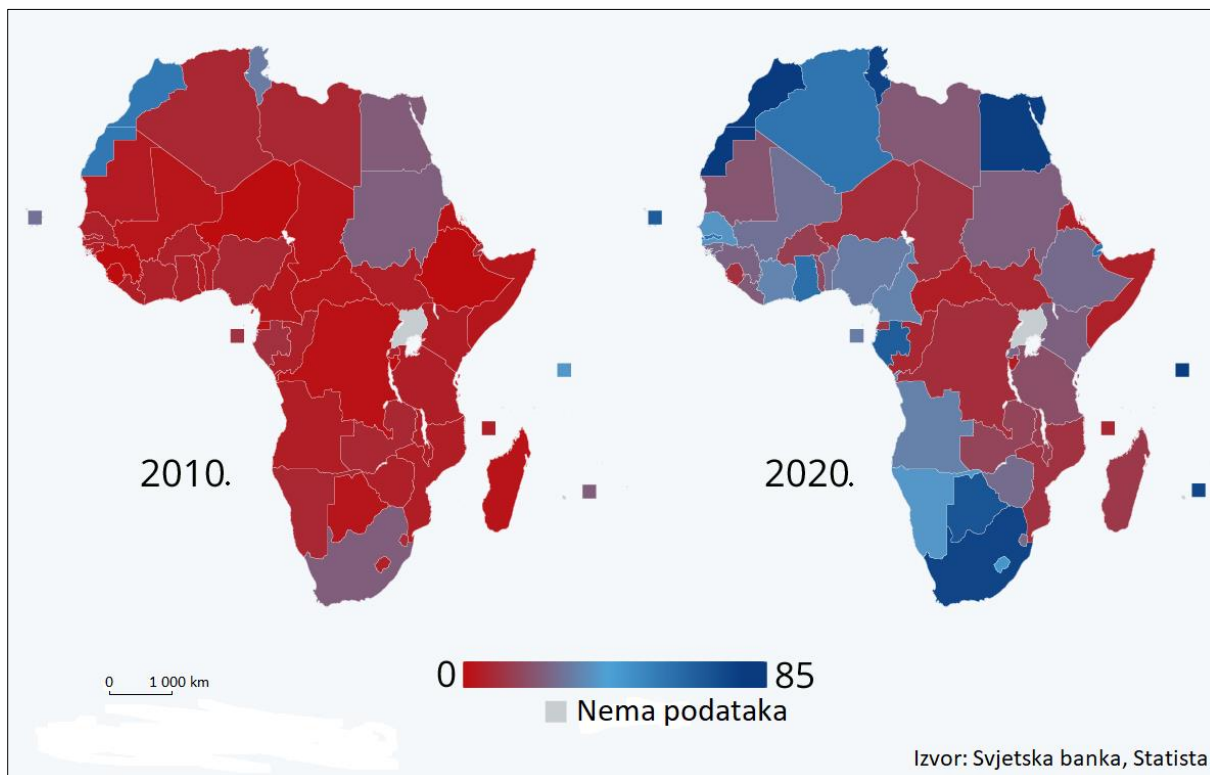 2010.
2020.
0 85
Nema podataka
0 1 000 km
Izvor: Svjetska banka, Statista